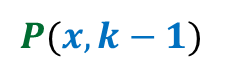 P(x, k − 1)